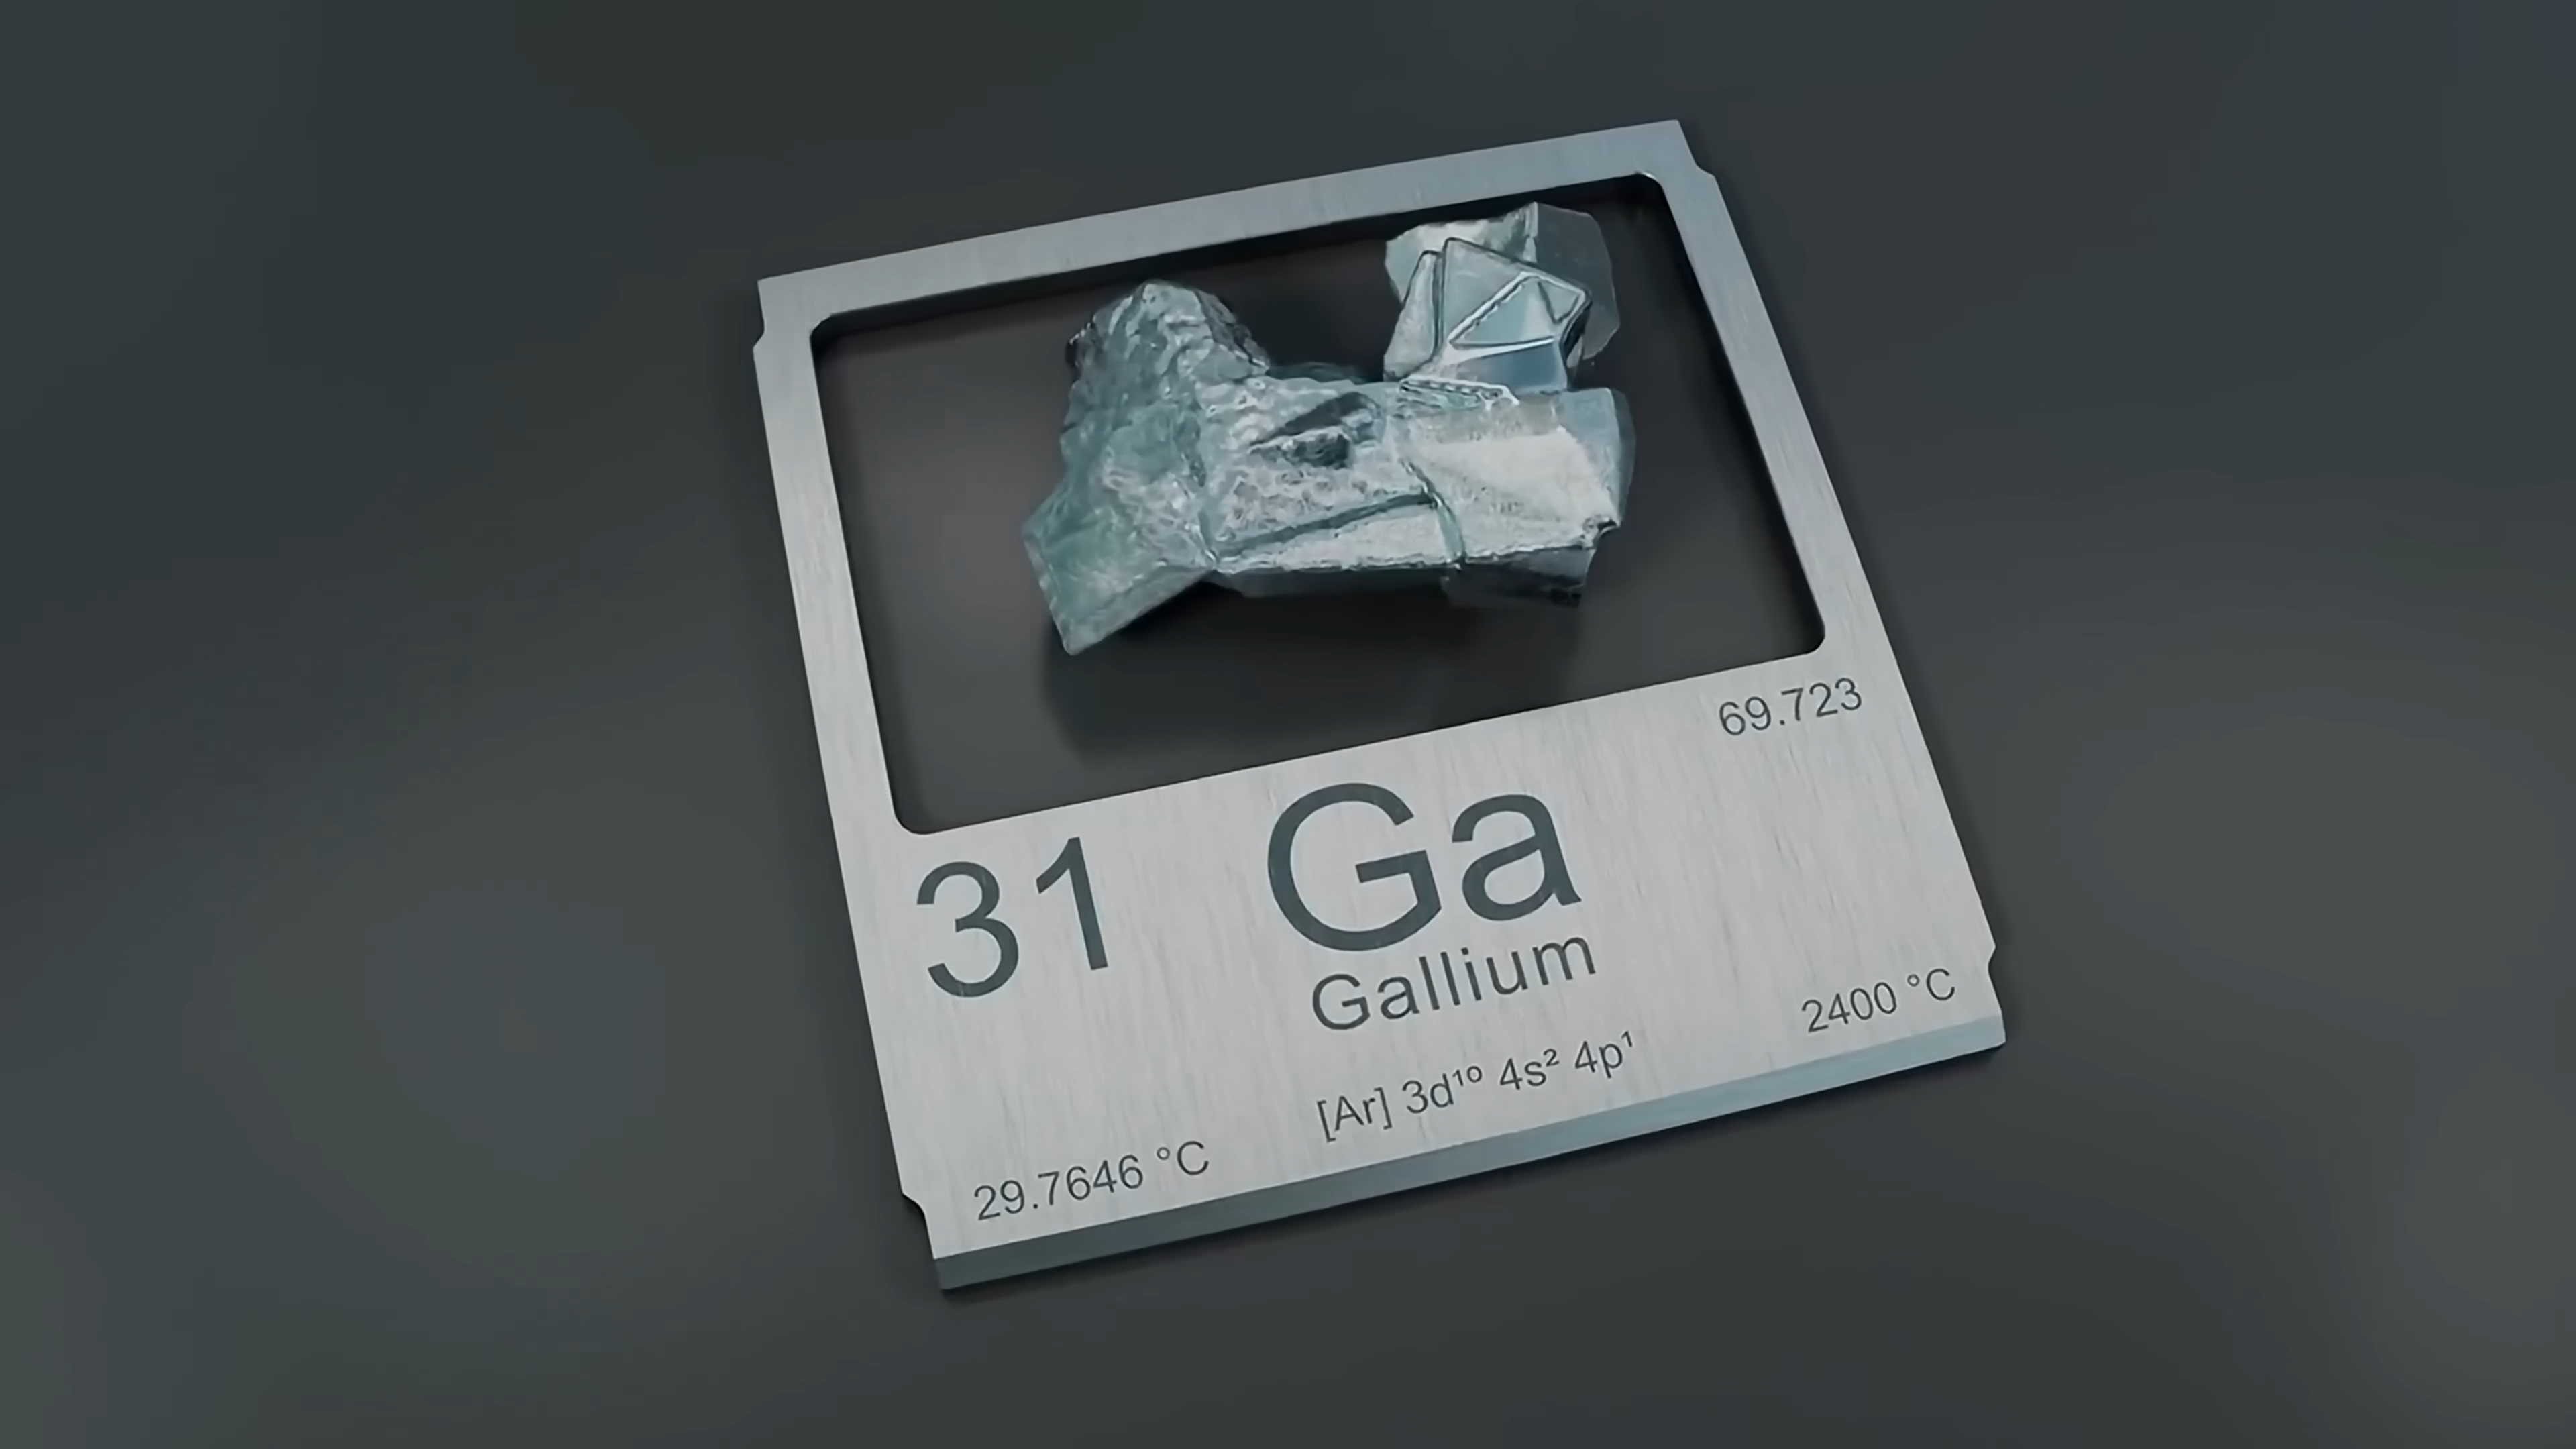 69.723
31
Ga
Gallium
2400 °C
[Ar] 3d¹⁰ 4s² 4p¹
29.7646 °C